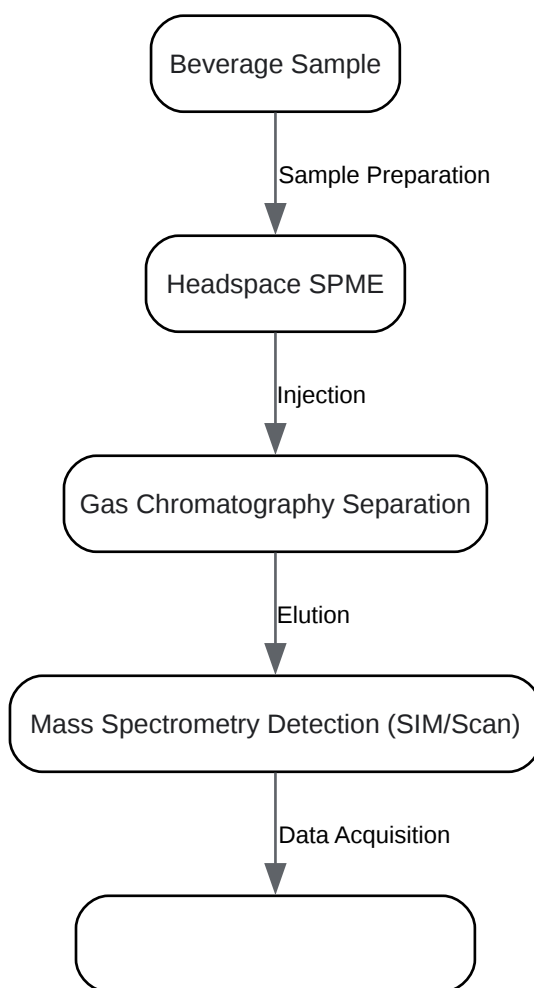 Beverage Sample
Sample Preparation
Headspace SPME
Injection
Gas Chromatography Separation
Elution
Mass Spectrometry Detection (SIM/Scan)
Data Acquisition